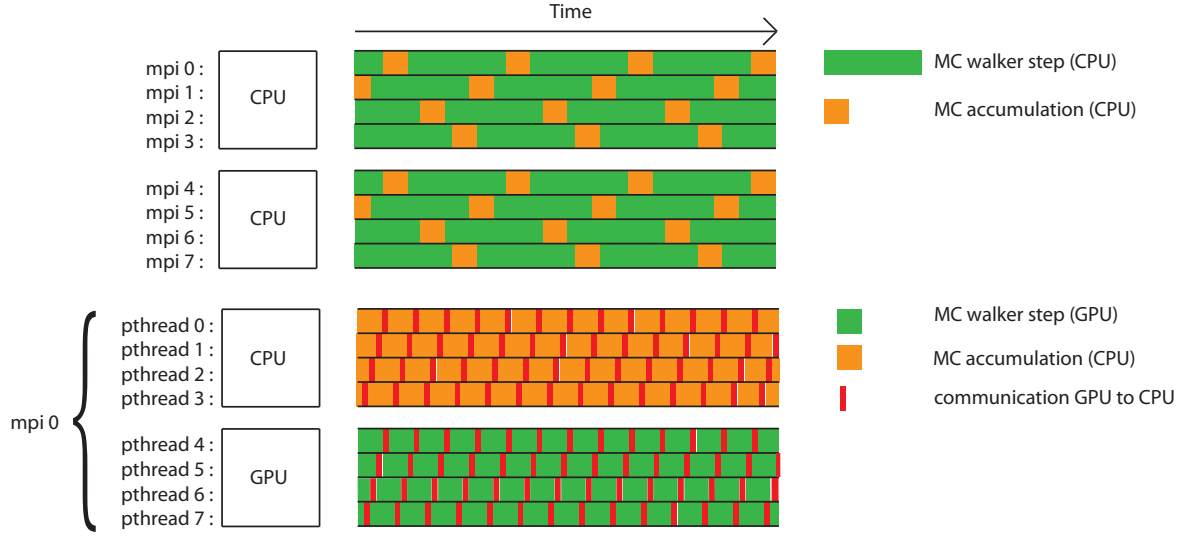 Time
mpi 0 :
mpi 1 :
mpi 2 :
mpi 3 :
CPU
MC walker step (CPU)
MC accumulation (CPU)
mpi 4 :
mpi 5 :
mpi 6 :
mpi 7 :
CPU
mpi 0
pthread 0 :
pthread 1 :
pthread 2 :
pthread 3 :
CPU
MC walker step (GPU)
MC accumulation (CPU)
communication GPU to CPU
pthread 4 :
pthread 5 :
pthread 6 :
pthread 7 :
GPU